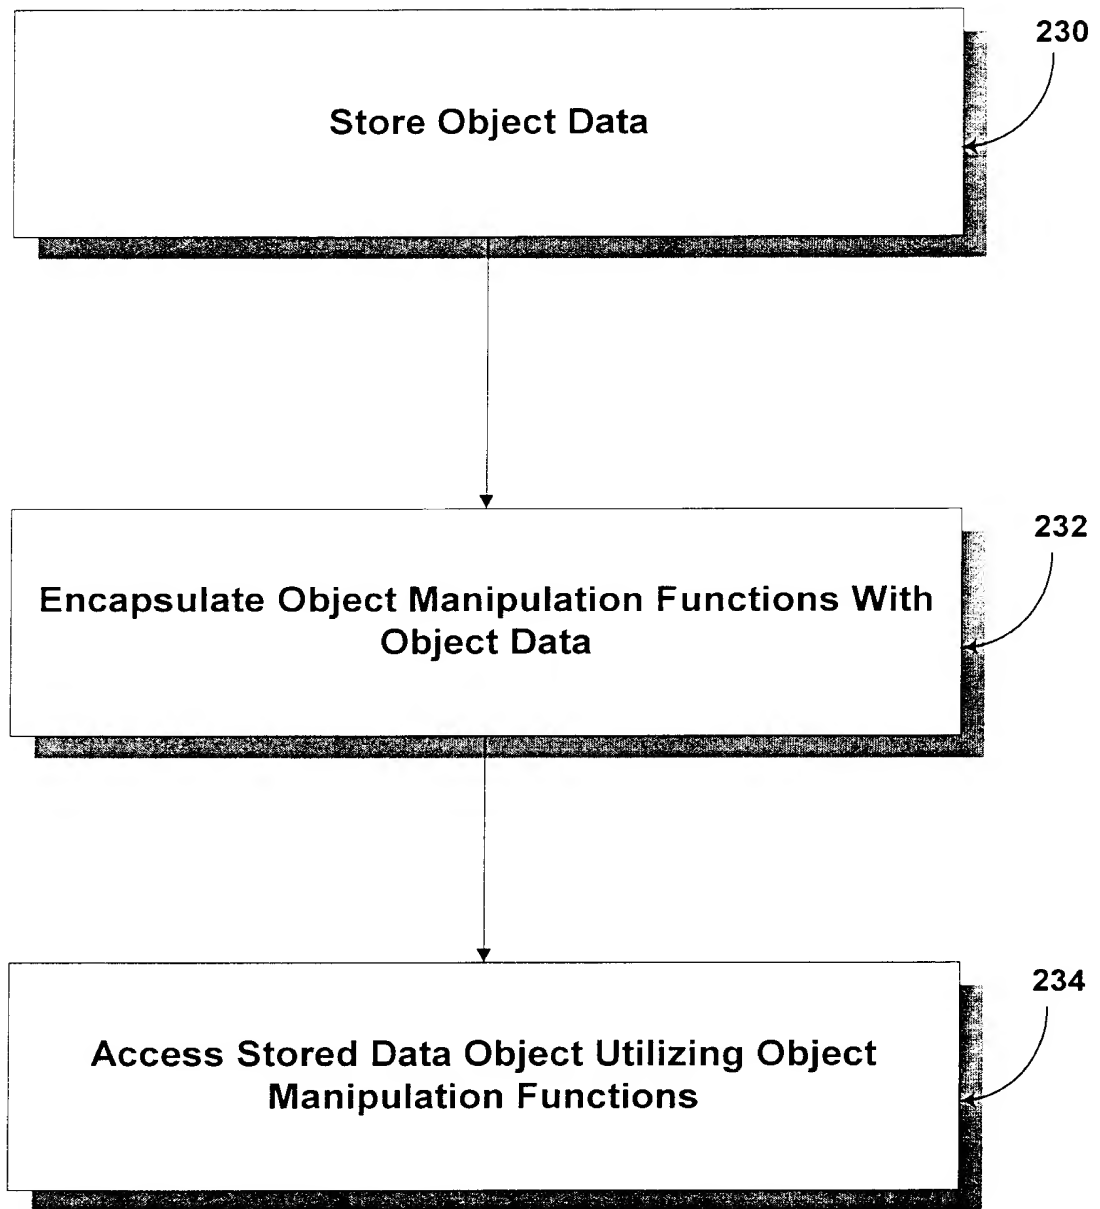 230
Store Object Data
232
Encapsulate Object Manipulation Functions With
Object Data
234
Access Stored Data Object Utilizing Object
Manipulation Functions